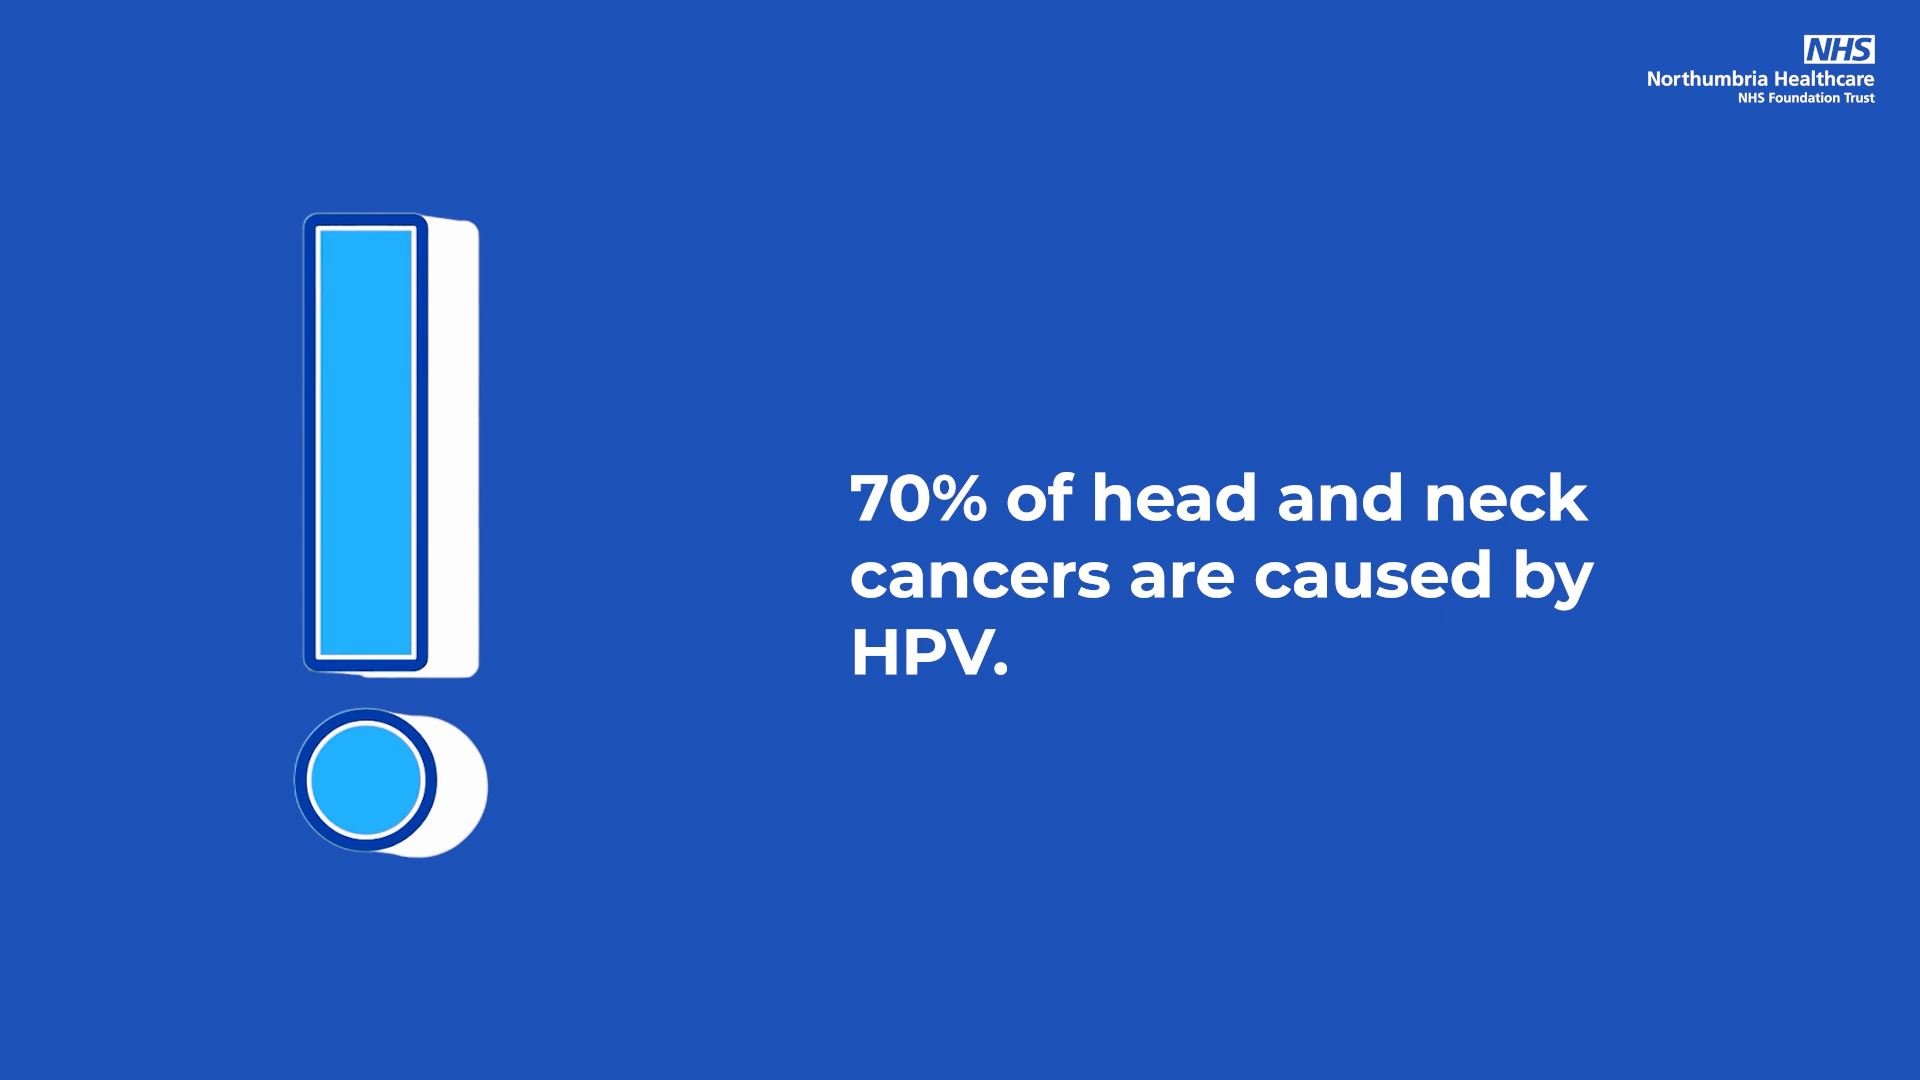 NHS
Northumbria Healthcare
NHS Foundation Trust
70% of head and neck
cancers are caused by
HPV.